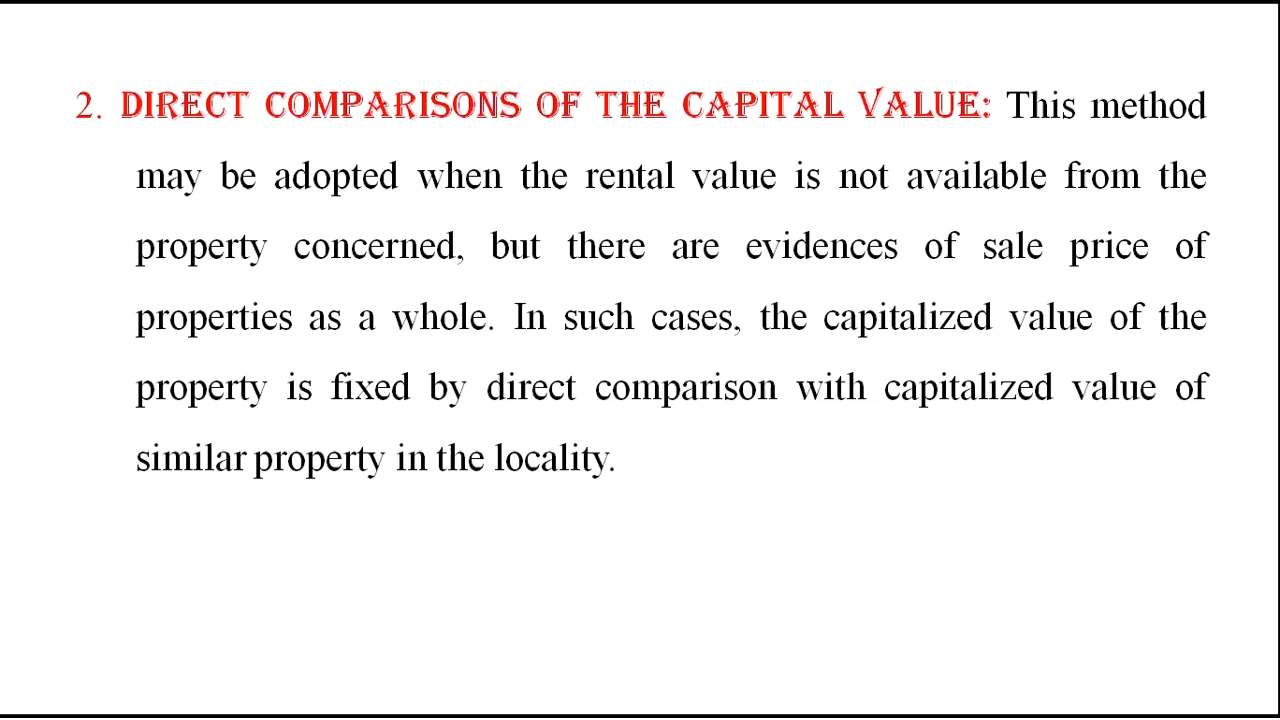 2. DIRECT COMPARISONS OF THE CAPITAL VALUE: This method
may be adopted when the rental value is not available from the
property concerned, but there are evidences of sale price of
properties as a whole. In such cases, the capitalized value of the
property is fixed by direct comparison with capitalized value of
similar property in the locality.